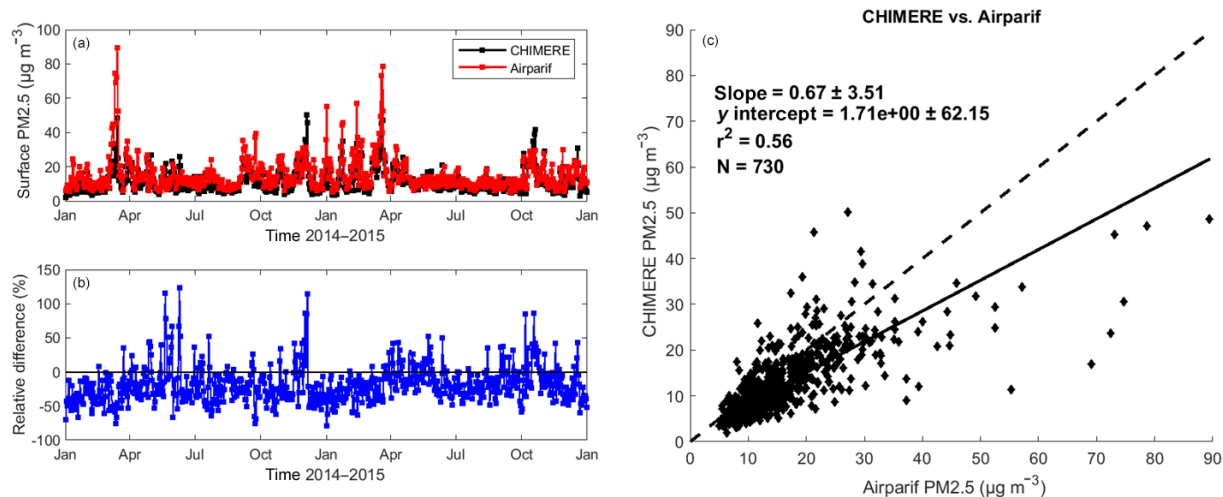 (a)
CHIMERE
Airparif
Surface PM2.5 (µg m⁻³)
100
80
60
40
20
0
Jan Apr Jul Oct Jan Apr Jul Oct Jan
Time 2014–2015
(b)
Relative difference (%)
150
100
50
0
-50
-100
Jan Apr Jul Oct Jan Apr Jul Oct Jan
Time 2014–2015
CHIMERE vs. Airparif
(c)
Slope = 0.67 ± 3.51
y intercept = 1.71e+00 ± 62.15
r² = 0.56
N = 730
CHIMERE PM2.5 (µg m⁻³)
90
80
70
60
50
40
30
20
10
0
0 10 20 30 40 50 60 70 80 90
Airparif PM2.5 (µg m⁻³)